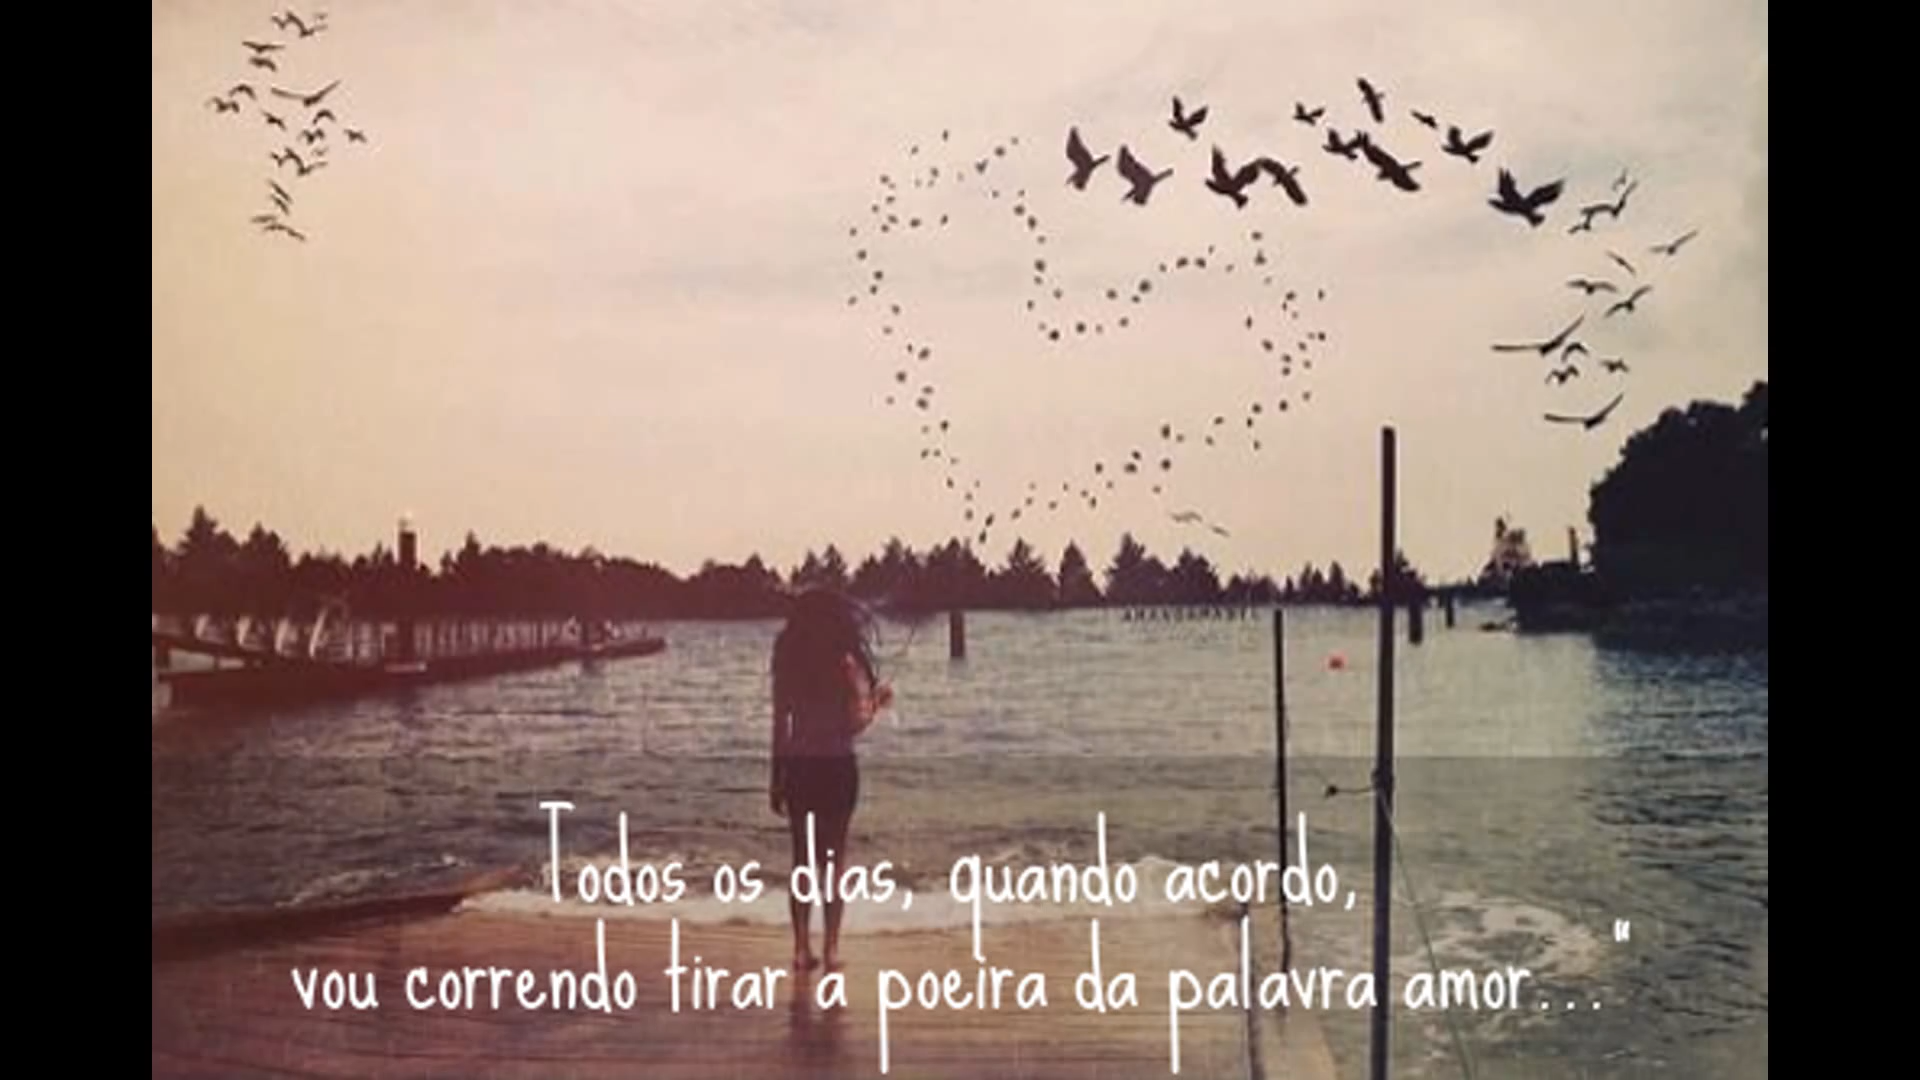 Todos os dias, quando acordo,
vou correndo tirar a poeira da palavra amor..."